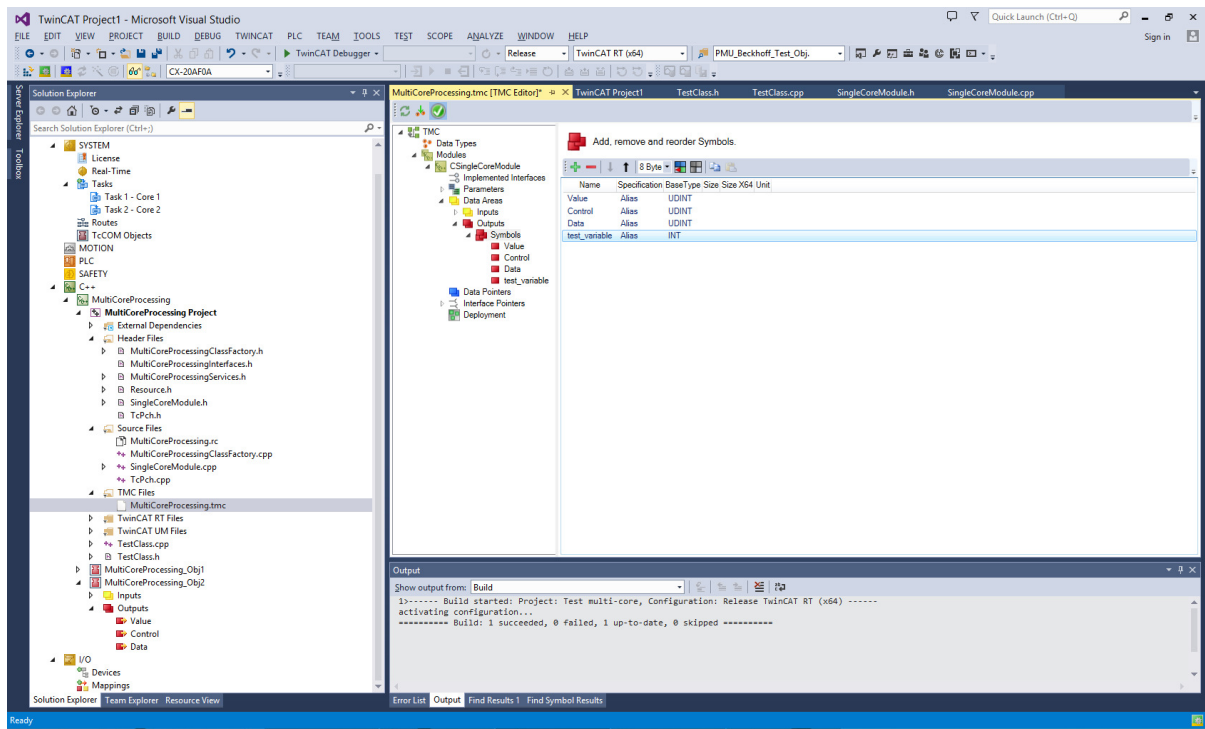 TwinCAT Project1 - Microsoft Visual Studio
Quick Launch (Ctrl+Q)
FILE EDIT VIEW PROJECT BUILD DEBUG TWINCAT PLC TEAM TOOLS TEST SCOPE ANALYZE WINDOW HELP
Sign in
TwinCAT Debugger
Release
TwinCAT RT (x64)
PMU_Beckhoff_Test_Obj.
CX-20AF0A
Server Explorer
Toolbox
Solution Explorer
Search Solution Explorer (Ctrl+;)
SYSTEM
License
Real-Time
Tasks
Task 1 - Core 1
Task 2 - Core 2
Routes
TcCOM Objects
MOTION
PLC
SAFETY
C++
MultiCoreProcessing
MultiCoreProcessing Project
External Dependencies
Header Files
MultiCoreProcessingClassFactory.h
MultiCoreProcessingInterfaces.h
MultiCoreProcessingServices.h
Resource.h
SingleCoreModule.h
TcPch.h
Source Files
MultiCoreProcessing.rc
MultiCoreProcessingClassFactory.cpp
SingleCoreModule.cpp
TcPch.cpp
TMC Files
MultiCoreProcessing.tmc
TwinCAT RT Files
TwinCAT UM Files
TestClass.cpp
TestClass.h
MultiCoreProcessing_Obj1
MultiCoreProcessing_Obj2
Inputs
Outputs
Value
Control
Data
I/O
Devices
Mappings
Solution Explorer Team Explorer Resource View
MultiCoreProcessing.tmc [TMC Editor]* TwinCAT Project1 TestClass.h TestClass.cpp SingleCoreModule.h SingleCoreModule.cpp
TMC
Data Types
Modules
CSingleCoreModule
Implemented Interfaces
Parameters
Data Areas
Inputs
Outputs
Symbols
Value
Control
Data
test_variable
Data Pointers
Interface Pointers
Deployment
Add, remove and reorder Symbols.
8 Byte
Name Specification BaseType Size Size X64 Unit
Value Alias UDINT
Control Alias UDINT
Data Alias UDINT
test_variable Alias INT
Output
Show output from: Build
1>------ Build started: Project: Test multi-core, Configuration: Release TwinCAT RT (x64) ------
activating configuration...
========== Build: 1 succeeded, 0 failed, 1 up-to-date, 0 skipped ==========
Error List Output Find Results 1 Find Symbol Results
Ready